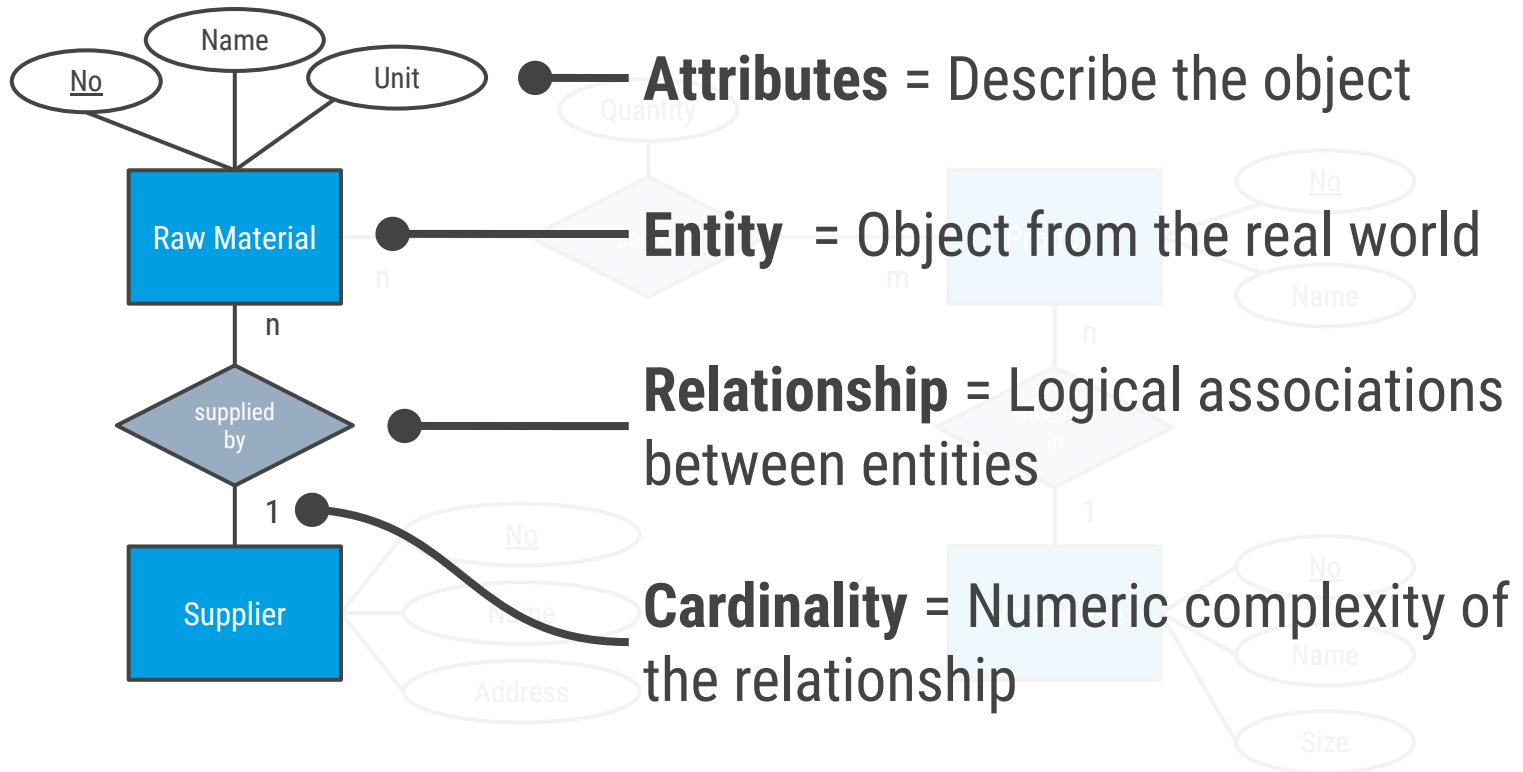 Name
No
Unit
Attributes = Describe the object
Quantity
No
Raw Material
Entity = Object from the real world
n
m
Name
n
n
supplied
by
Relationship = Logical associations
in
between entities
1
1
No
No
Supplier
Name
Cardinality = Numeric complexity of
Name
the relationship
Address
Size